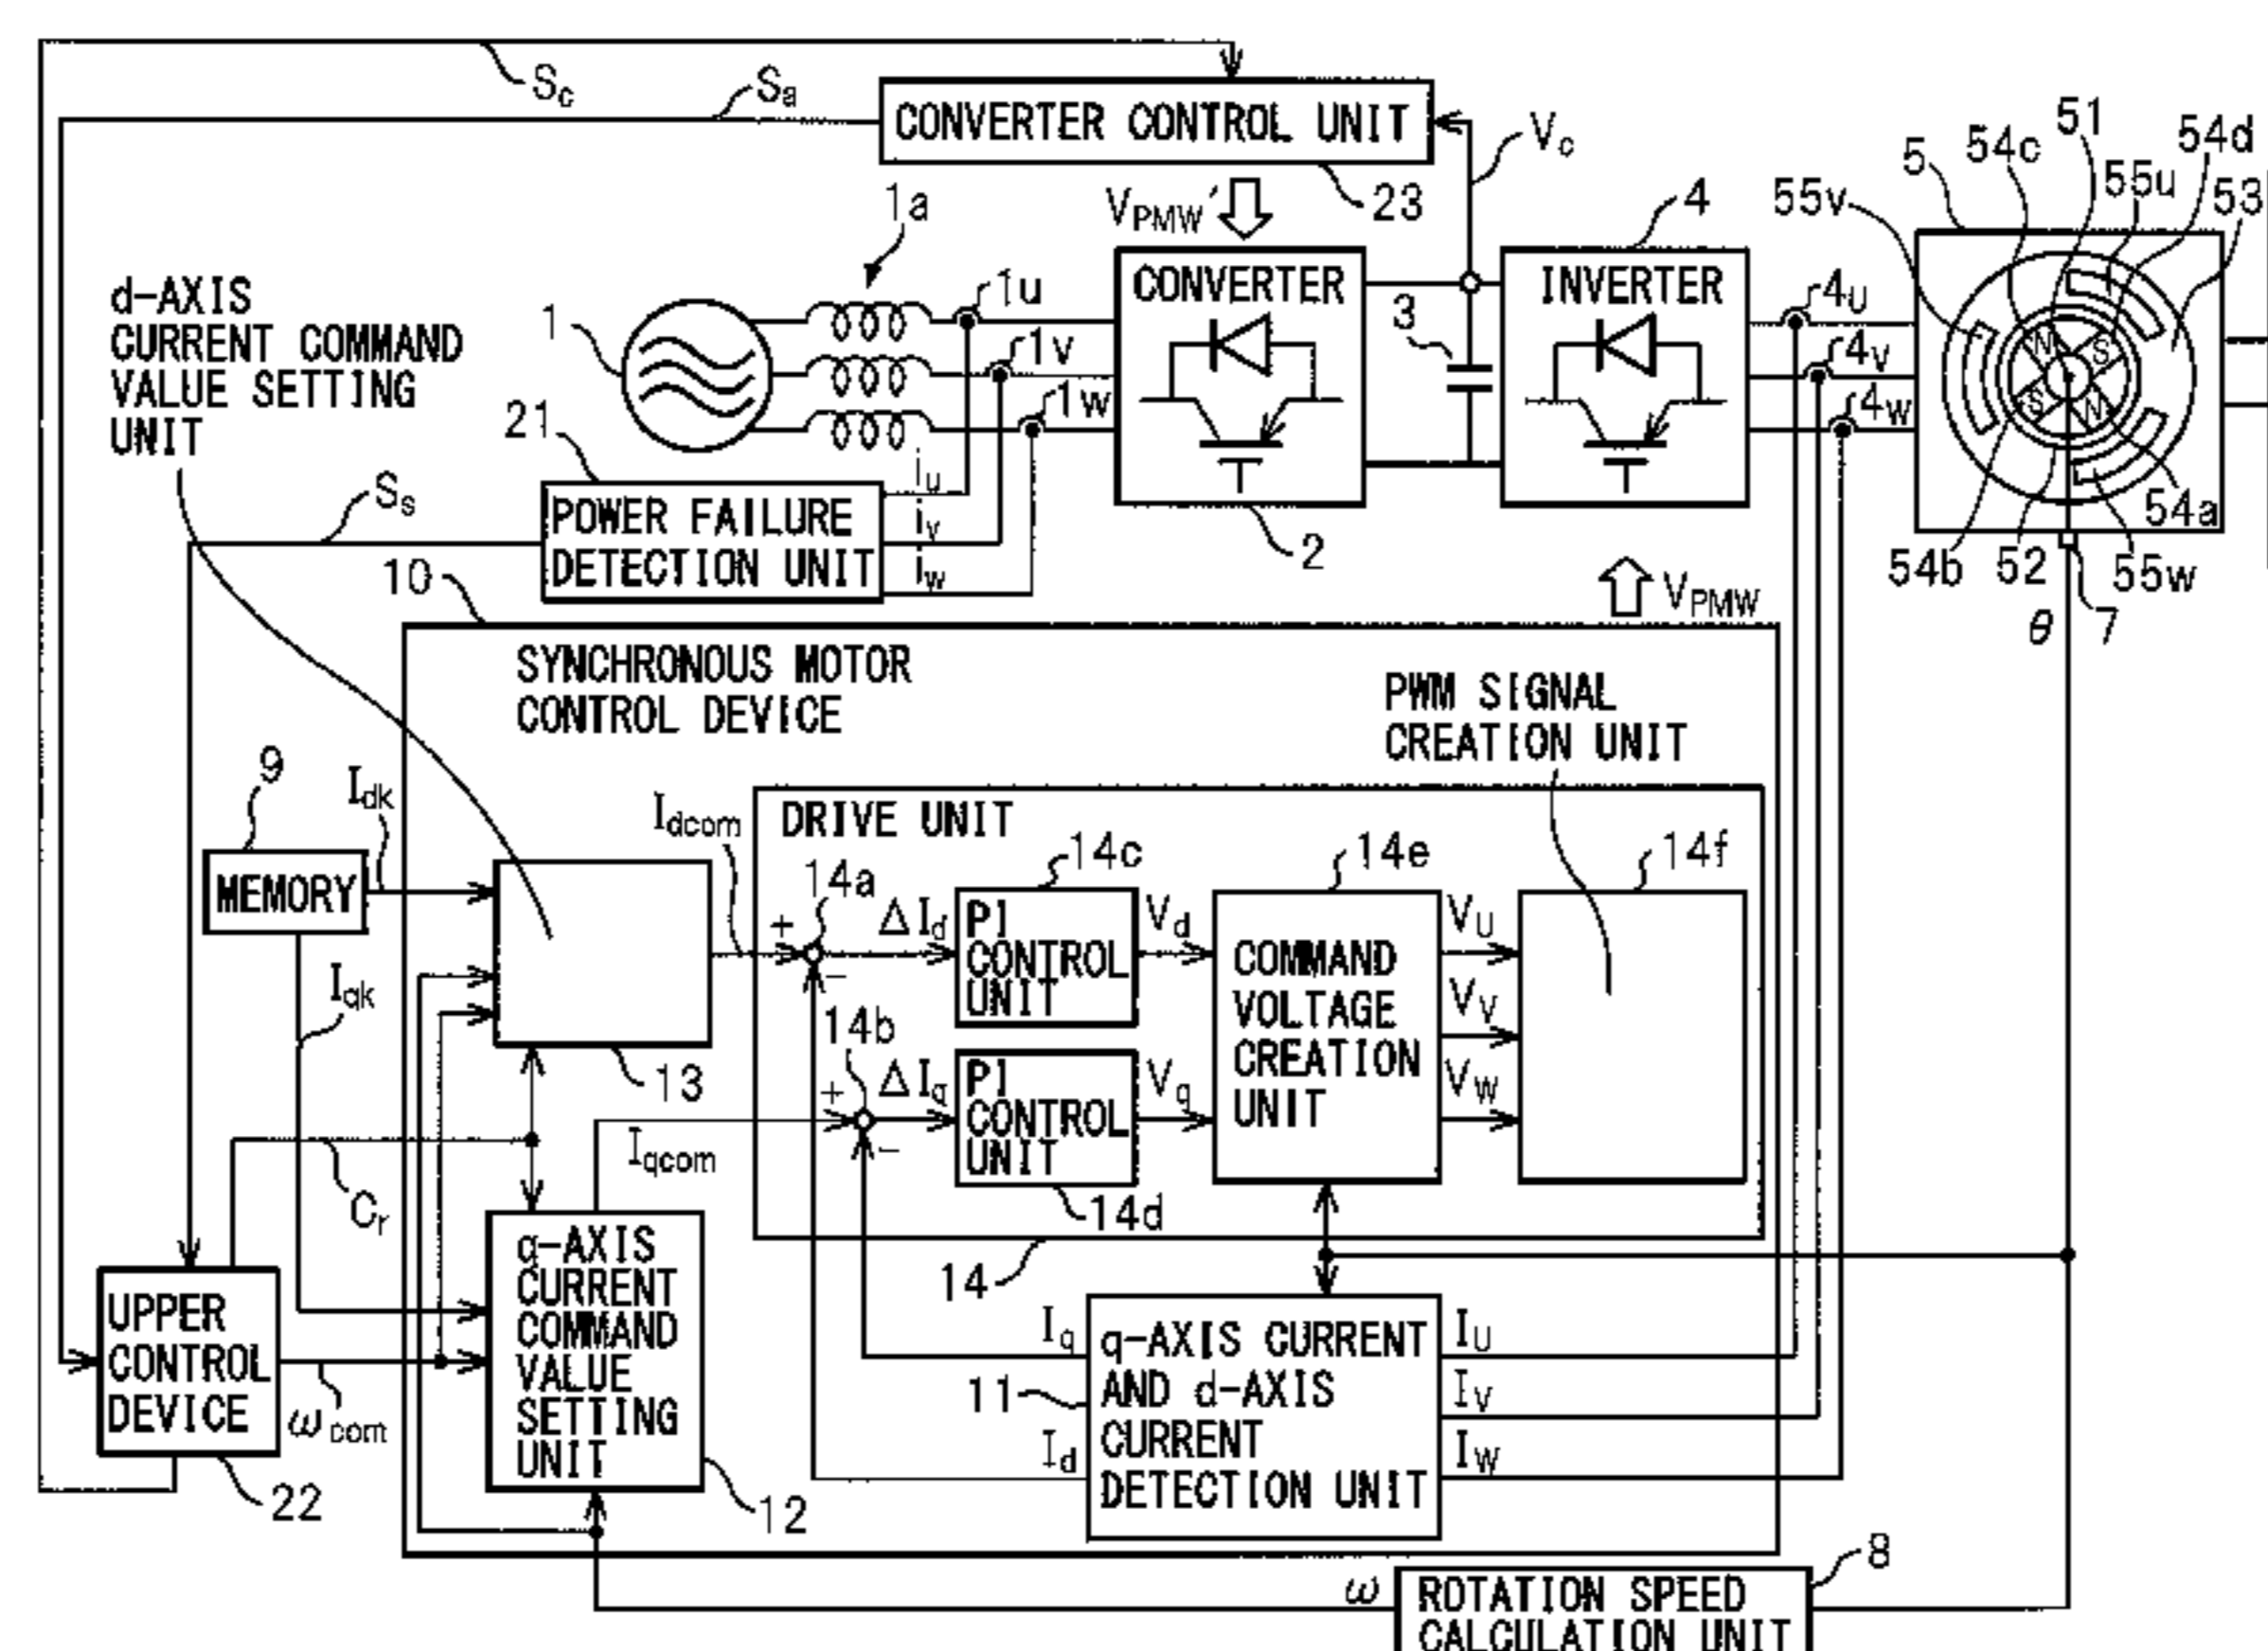 Sc
Sa
CONVERTER CONTROL UNIT
Vc
23
VPMW'
1a
4
5
54c
51
54d
55u
53
55v
d-AXIS
CURRENT COMMAND
VALUE SETTING
UNIT
1
1u
1v
1w
CONVERTER
3
INVERTER
4U
4V
4W
N
S
S
N
21
iu
iv
iw
Ss
POWER FAILURE
DETECTION UNIT
2
54a
54b
52
55w
10
VPMW
θ
7
SYNCHRONOUS MOTOR
CONTROL DEVICE
PWM SIGNAL
CREATION UNIT
9
Idk
Idcom
DRIVE UNIT
14a
14c
14e
14f
MEMORY
+
−
ΔId
PI
CONTROL
UNIT
Vd
COMMAND
VOLTAGE
CREATION
UNIT
VU
VV
VW
Iqk
14b
13
+
−
ΔIq
PI
CONTROL
UNIT
Vq
Iqcom
Cr
14d
14
UPPER
CONTROL
DEVICE
q-AXIS
CURRENT
COMMAND
VALUE
SETTING
UNIT
Iq
11
Id
q-AXIS CURRENT
AND d-AXIS
CURRENT
DETECTION UNIT
IU
IV
IW
ωcom
22
12
8
ω
ROTATION SPEED
CALCULATION UNIT